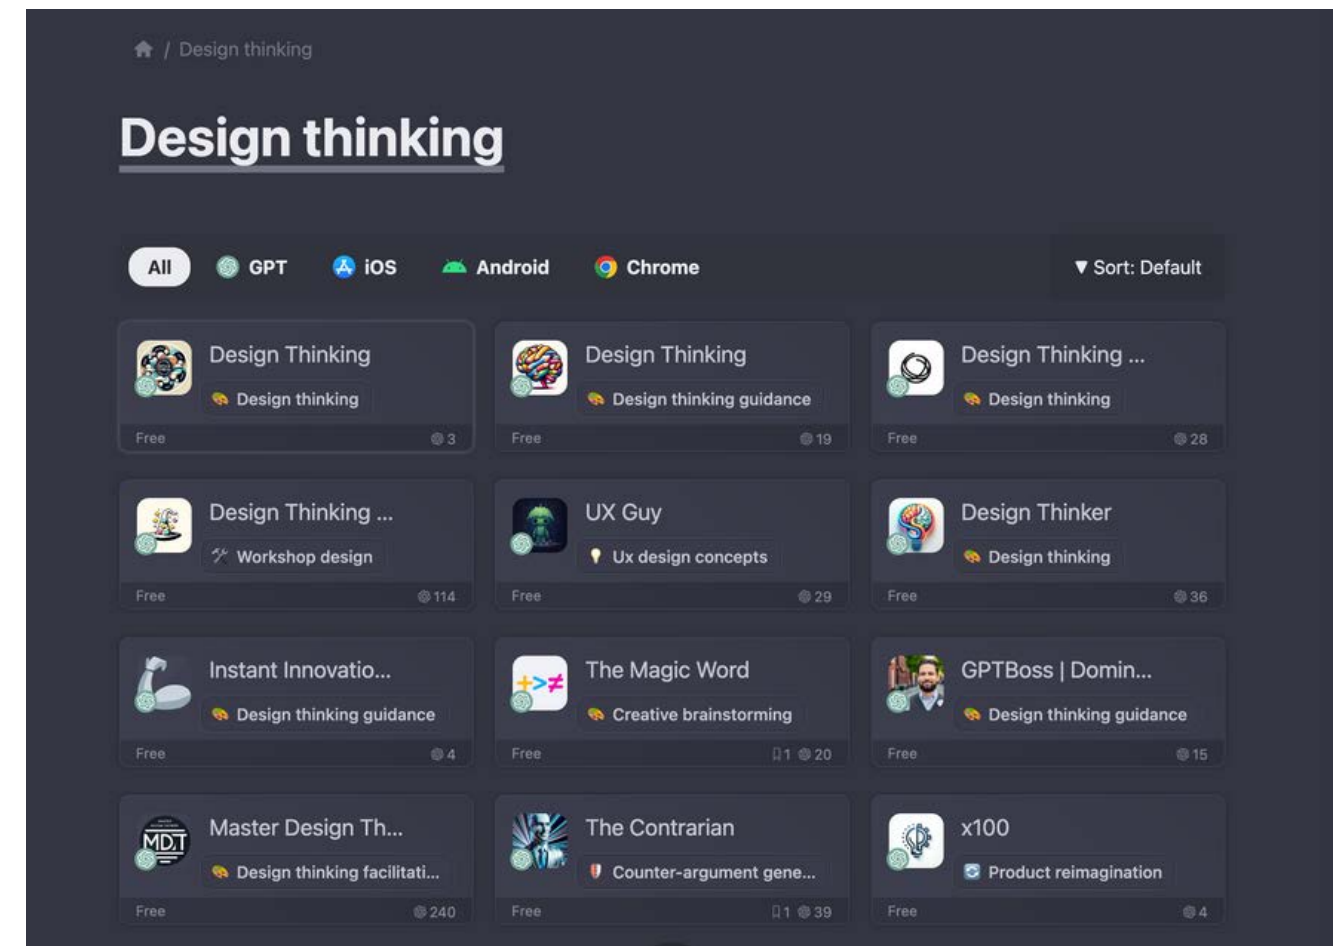 / Design thinking
Design thinking
All GPT iOS Android Chrome ▼ Sort: Default
Design Thinking
Design thinking
Free 3
Design Thinking
Design thinking guidance
Free 19
Design Thinking ...
Design thinking
Free 28
Design Thinking ...
Workshop design
Free 114
UX Guy
Ux design concepts
Free 29
Design Thinker
Design thinking
Free 36
Instant Innovatio...
Design thinking guidance
Free 4
The Magic Word
Creative brainstorming
Free 1 20
GPTBoss | Domin...
Design thinking guidance
Free 15
MDT
Master Design Th...
Design thinking facilitati...
Free 240
The Contrarian
Counter-argument gene...
Free 1 39
x100
Product reimagination
Free 4